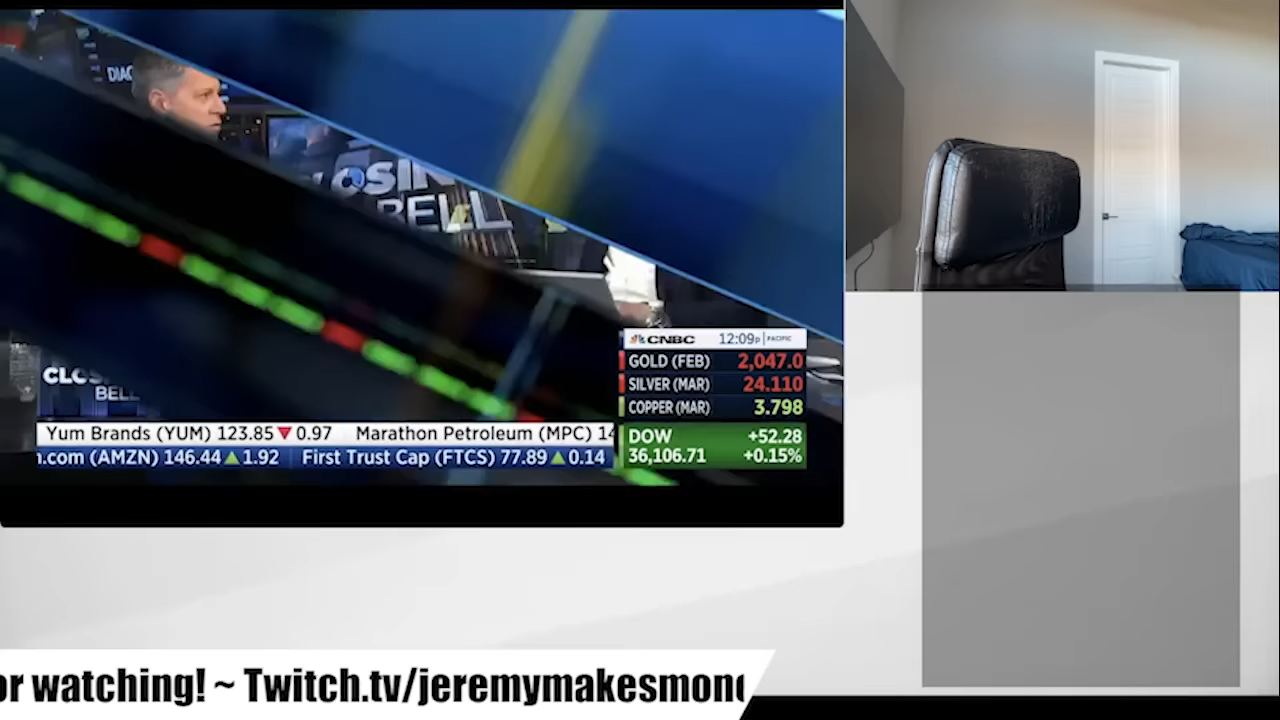 DIAG
CLOSIN
BELL
CNBC 12:09p PACIFIC
GOLD (FEB) 2,047.0
SILVER (MAR) 24.110
COPPER (MAR) 3.798
CLOS
BELL
Yum Brands (YUM) 123.85▼0.97 Marathon Petroleum (MPC) 14
DOW +52.28
n.com (AMZN) 146.44▲1.92 First Trust Cap (FTCS) 77.89▲0.14
36,106.71 +0.15%
or watching! ~ Twitch.tv/jeremymakesmon